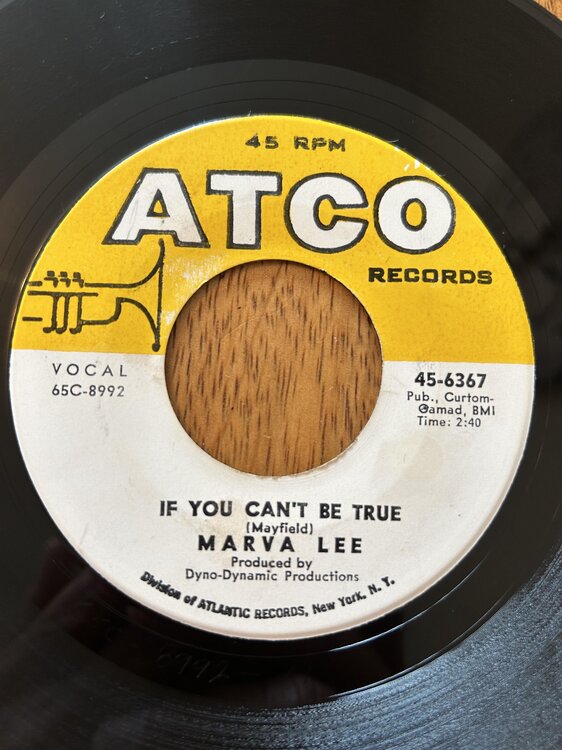 45 RPM
ATCO
RECORDS
VOCAL
65C-8992
45-6367
Pub., Curtom-
Camad, BMI
Time: 2:40
IF YOU CAN'T BE TRUE
(Mayfield)
MARVA LEE
Produced by
Dyno-Dynamic Productions
Division of ATLANTIC RECORDS, New York, N. Y.